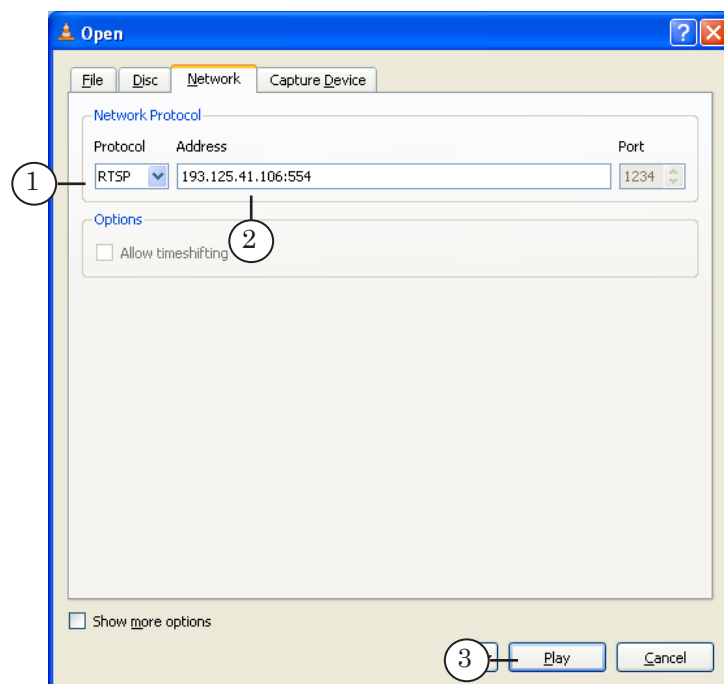 Open
File Disc Network Capture Device
Network Protocol
Protocol Address Port
1 RTSP 193.125.41.106:554 1234
2
Options
Allow timeshifting
Show more options
3 Play Cancel